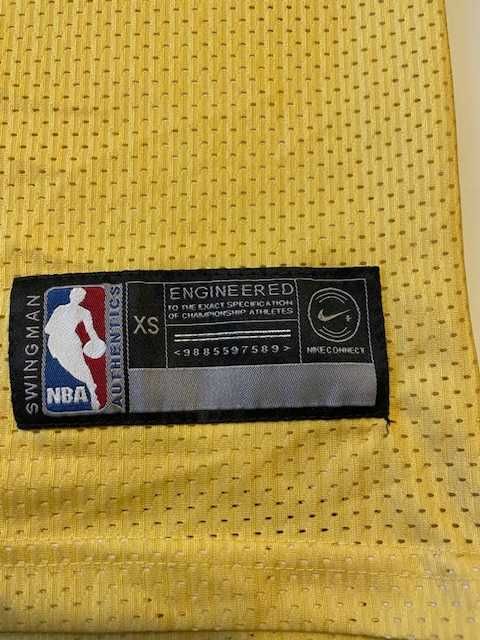 SWINGMAN
NBA
AUTHENTICS
XS
ENGINEERED
TO THE EXACT SPECIFICATION
OF CHAMPIONSHIP ATHLETES
<9885597589>
NIKECONNECT